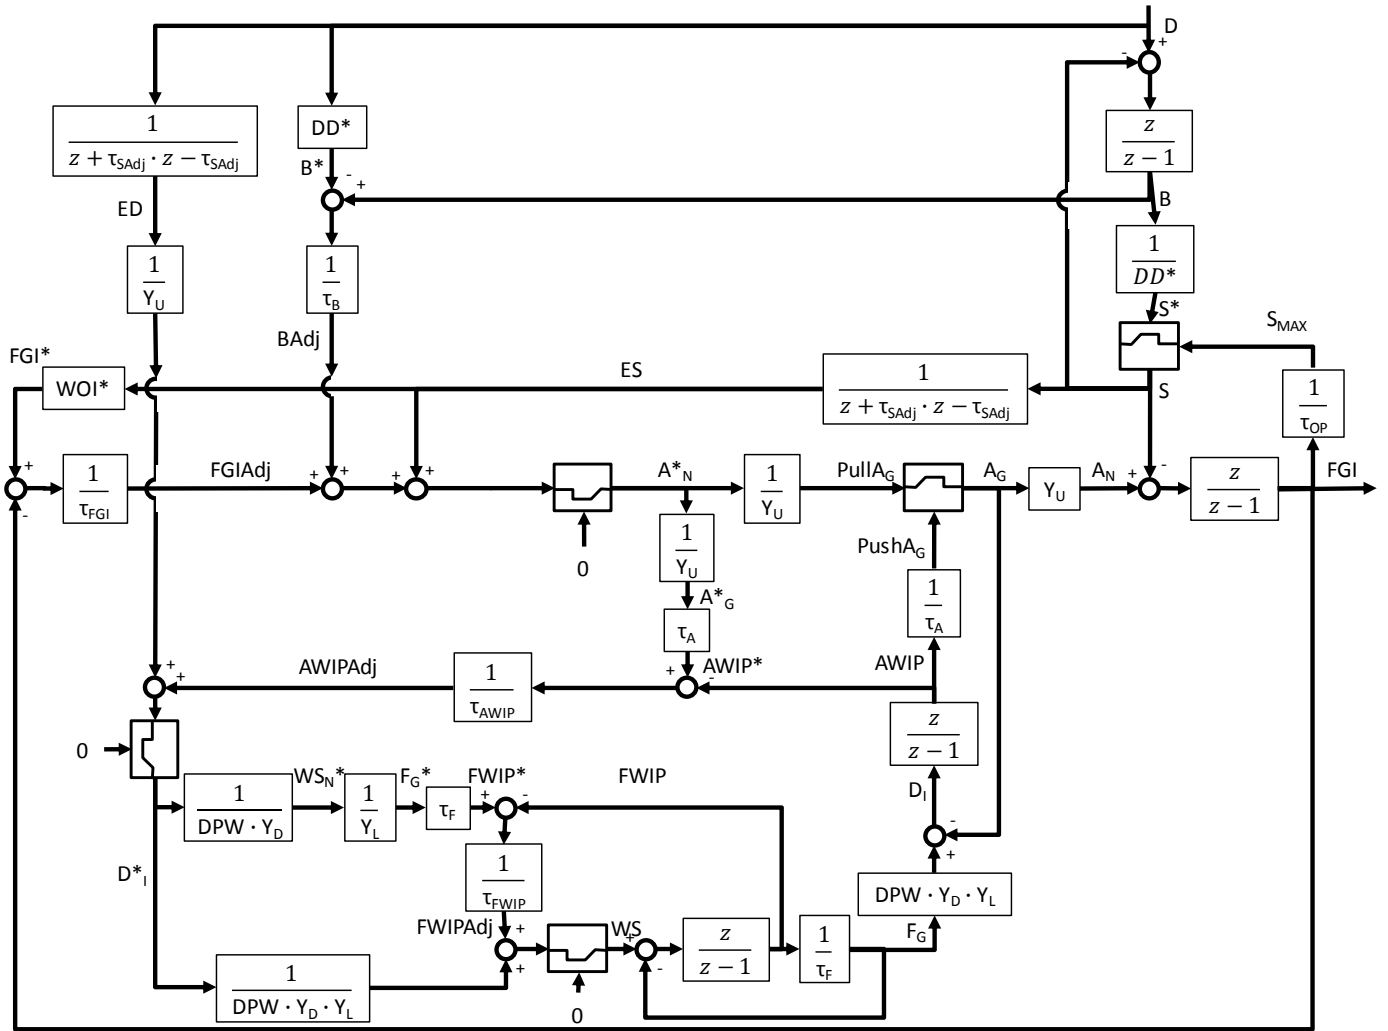 D
+
-
1
z + τSAdj · z − τSAdj
DD*
z
z − 1
B*
-
+
ED
B
1
YU
1
τB
1
DD*
S*
SMAX
BAdj
FGI*
WOI*
ES
1
z + τSAdj · z − τSAdj
S
1
τOP
+
-
1
τFGI
FGIAdj
+
+
+
+
0
A*N
1
YU
PullAG
AG
YU
AN
+
-
z
z − 1
FGI
1
YU
PushAG
A*G
τA
1
τA
+
+
AWIPAdj
1
τAWIP
+
AWIP*
-
AWIP
z
z − 1
0
DI
WSN*
FG*
FWIP*
FWIP
1
DPW · YD
1
YL
τF
+
-
-
+
1
τFWIP
D*I
DPW · YD · YL
FWIPAdj
+
+
WS
+
-
z
z − 1
1
τF
FG
1
DPW · YD · YL
0